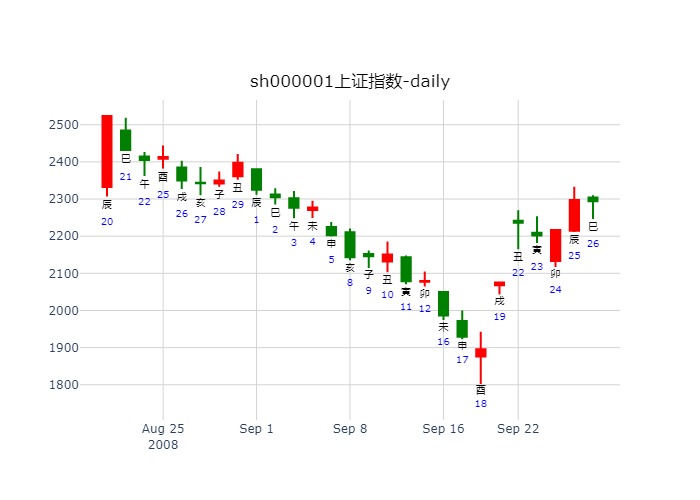 sh000001上证指数-daily
2500
2400
2300
2200
2100
2000
1900
1800
辰
20
巳
21
午
22
酉
25
戌
26
亥
27
子
28
丑
29
辰
1
巳
2
午
3
未
4
申
5
亥
8
子
9
丑
10
寅
11
卯
12
未
16
申
17
酉
18
戌
19
丑
22
寅
23
卯
24
辰
25
巳
26
Aug 25
2008
Sep 1
Sep 8
Sep 16
Sep 22